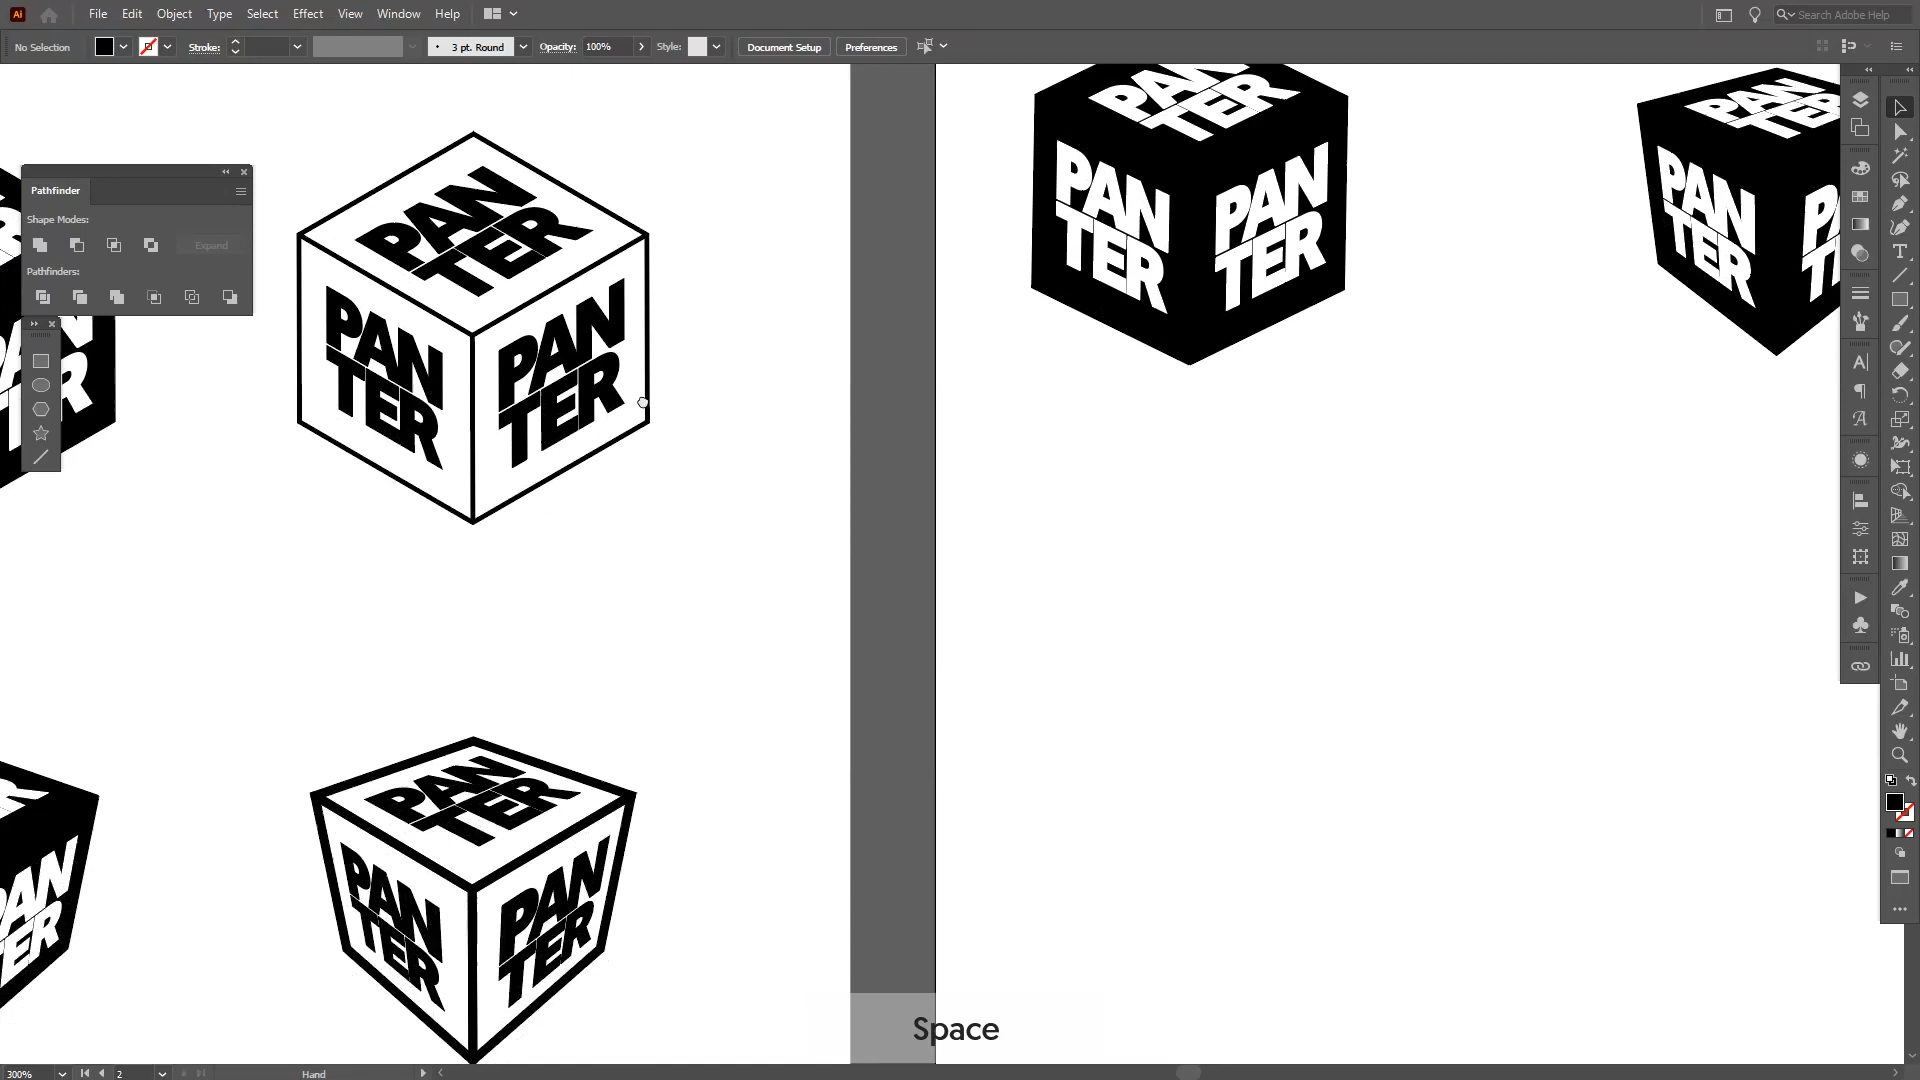 Ai
File Edit Object Type Select Effect View Window Help
Search Adobe Help
No Selection
Stroke:
3 pt. Round
Opacity: 100%
Style:
Document Setup
Preferences
Pathfinder
Shape Modes:
Expand
Pathfinders:
PAN
TER
PAN
TER
PAN
TER
PAN
TER
PAN
TER
PAN
TER
PAN
TER
PAN
TER
PAN
TER
PAN
TER
PAN
TER
PAN
TER
PAN
TER
Space
300%
2
Hand